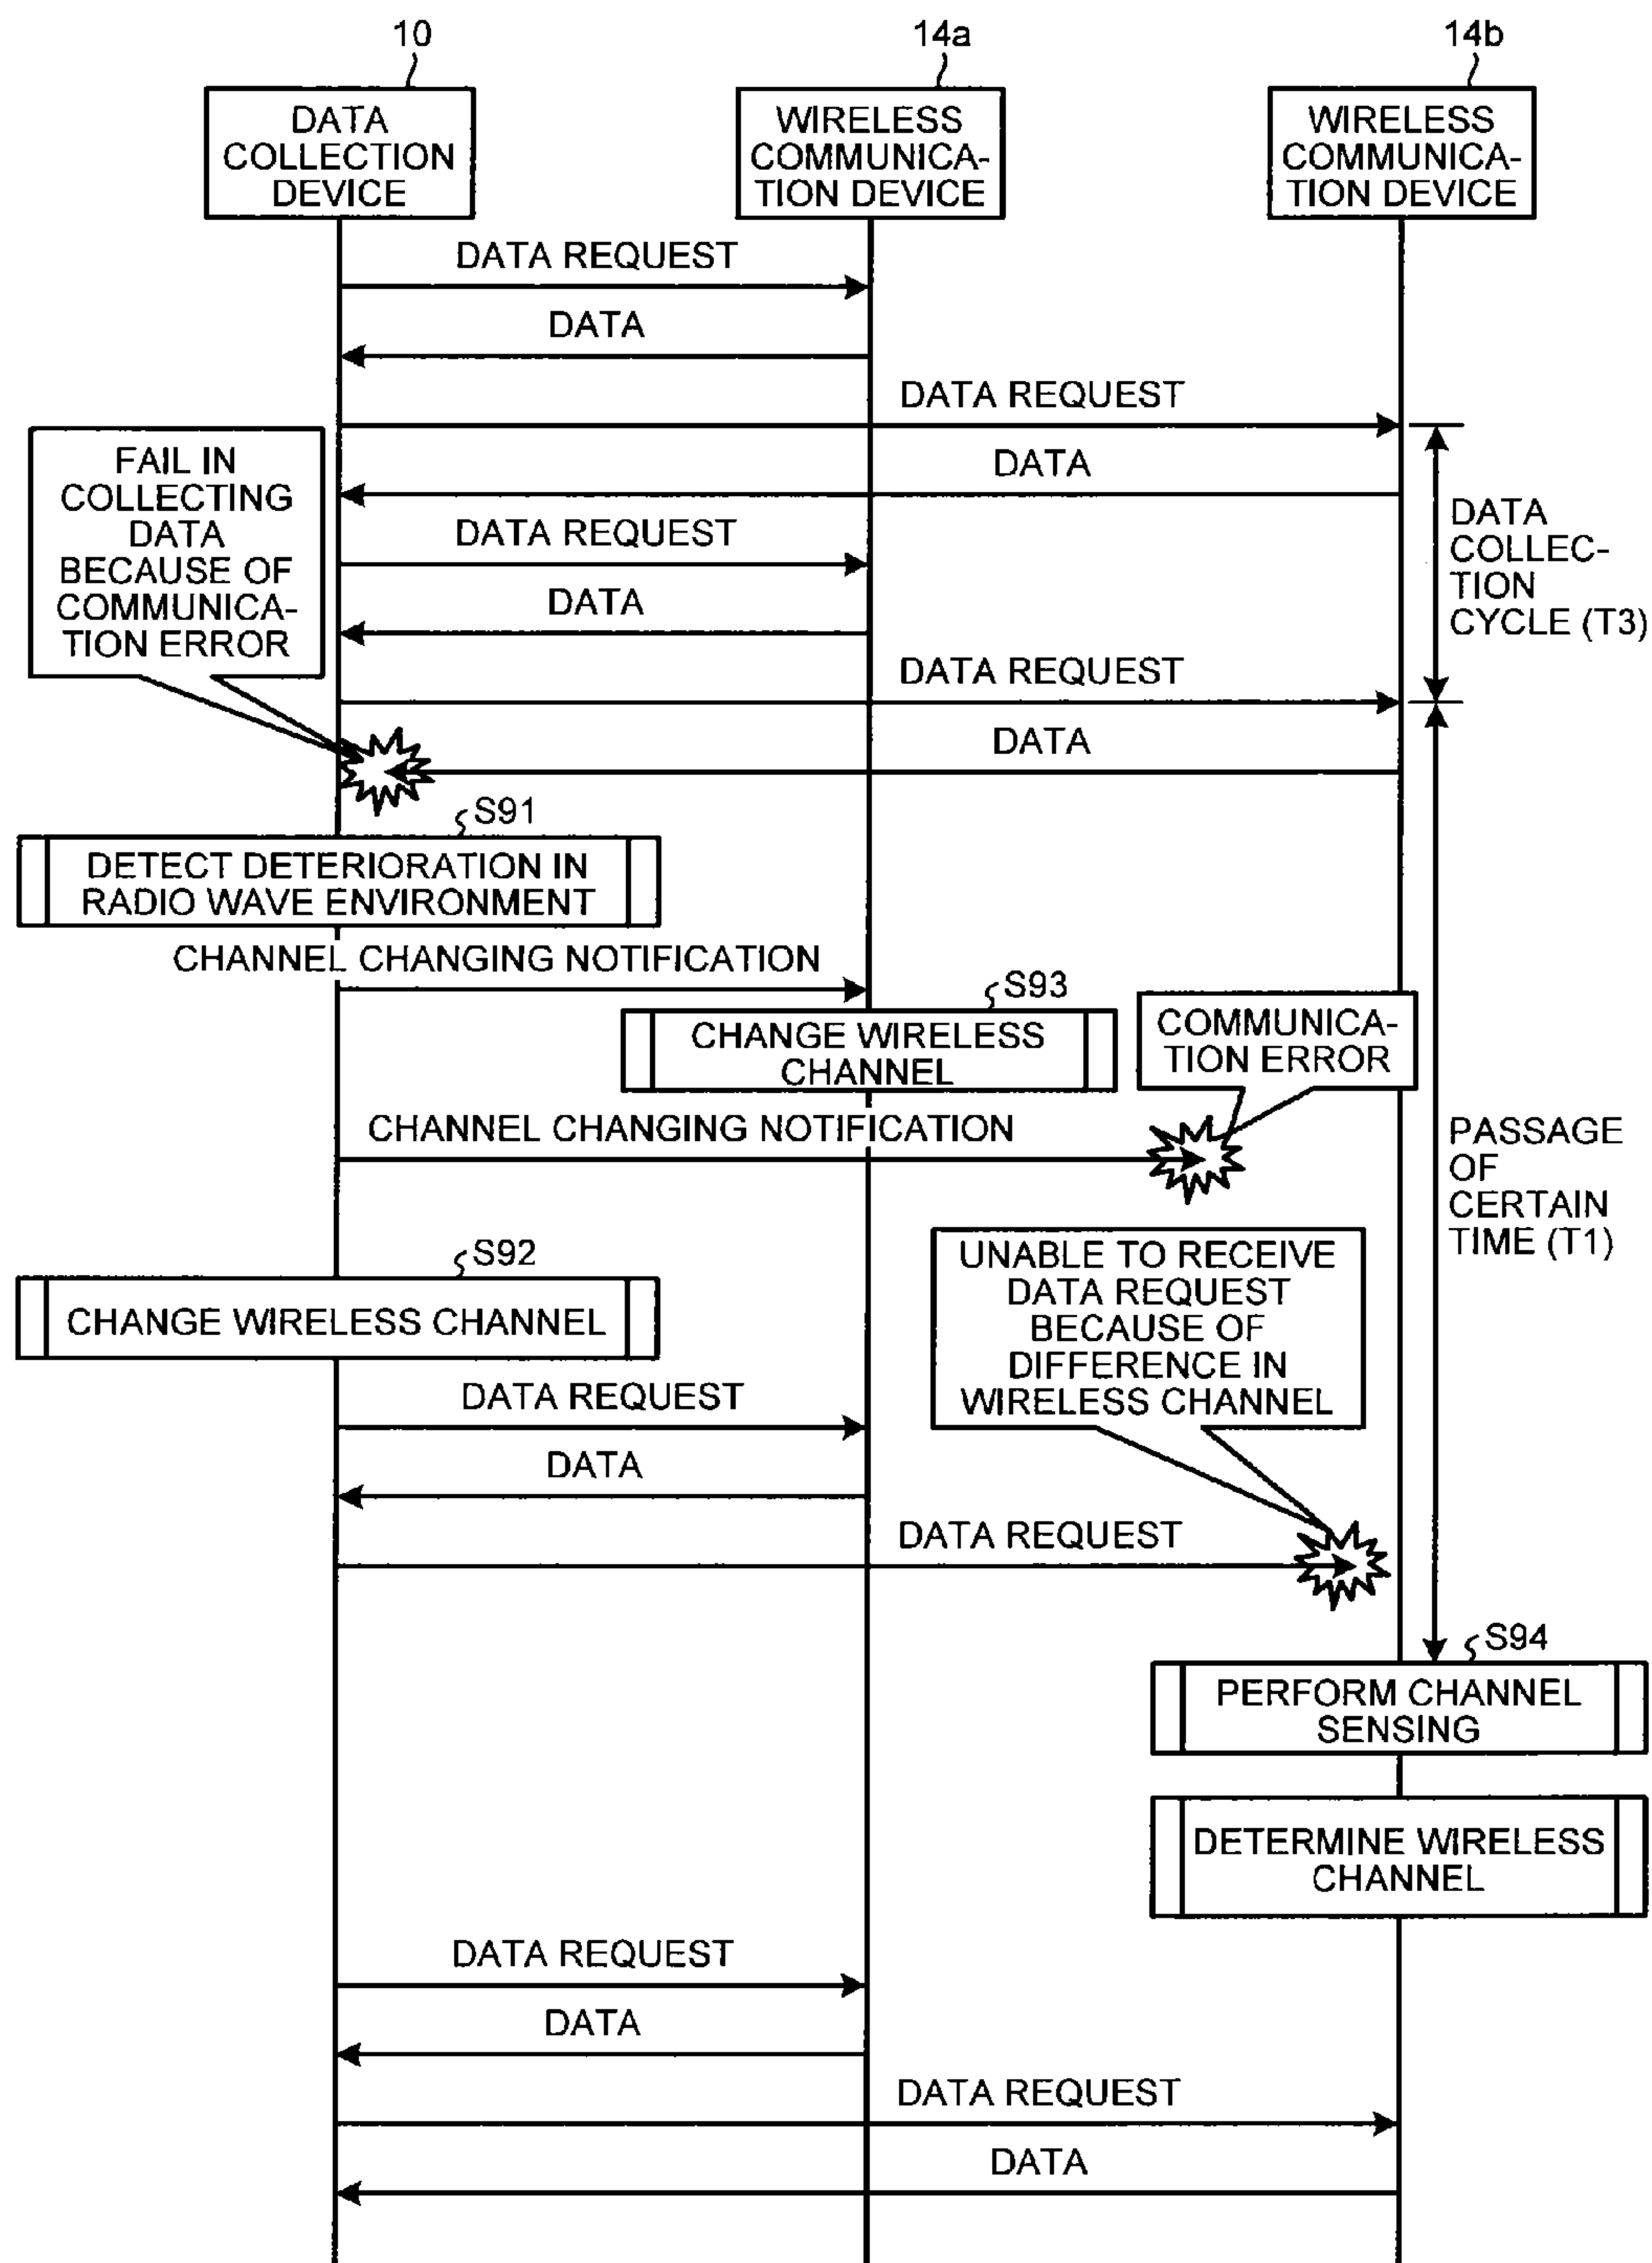 10
14a
14b
DATA
COLLECTION
DEVICE
WIRELESS
COMMUNICA-
TION DEVICE
WIRELESS
COMMUNICA-
TION DEVICE
DATA REQUEST
DATA
DATA REQUEST
FAIL IN
COLLECTING
DATA
BECAUSE OF
COMMUNICA-
TION ERROR
DATA
DATA REQUEST
DATA
DATA
COLLEC-
TION
CYCLE (T3)
DATA REQUEST
DATA
S91
DETECT DETERIORATION IN
RADIO WAVE ENVIRONMENT
CHANNEL CHANGING NOTIFICATION
S93
CHANGE WIRELESS
CHANNEL
COMMUNICA-
TION ERROR
CHANNEL CHANGING NOTIFICATION
PASSAGE
OF
CERTAIN
TIME (T1)
S92
CHANGE WIRELESS CHANNEL
UNABLE TO RECEIVE
DATA REQUEST
BECAUSE OF
DIFFERENCE IN
WIRELESS CHANNEL
DATA REQUEST
DATA
DATA REQUEST
S94
PERFORM CHANNEL
SENSING
DETERMINE WIRELESS
CHANNEL
DATA REQUEST
DATA
DATA REQUEST
DATA